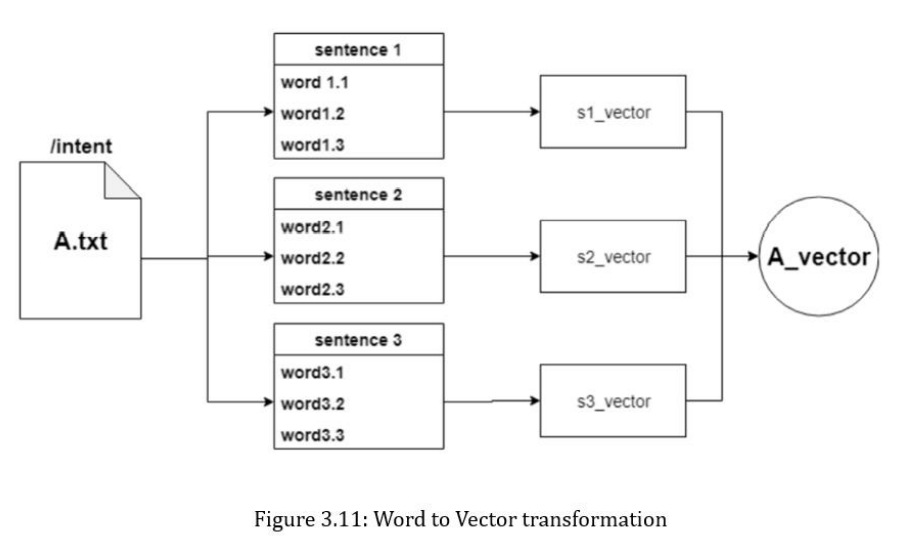 /intent
A.txt
sentence 1
word 1.1
word1.2
word1.3
sentence 2
word2.1
word2.2
word2.3
sentence 3
word3.1
word3.2
word3.3
s1_vector
s2_vector
s3_vector
A_vector
Figure 3.11: Word to Vector transformation